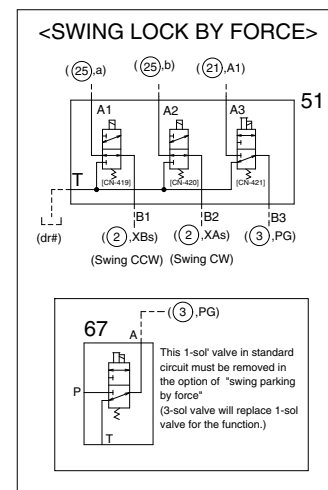 <SWING LOCK BY FORCE>
(25,a) (25,b) (21,A1)
51
A1 A2 A3
T [CN-419] [CN-420] [CN-421]
B1 B2 B3
(dr#) (2,XBs) (2,XAs) (3,PG)
(Swing CCW) (Swing CW)
(3,PG)
67 A
This 1-sol' valve in standard
circuit must be removed in
P the option of "swing parking
by force"
(3-sol valve will replace 1-sol
T valve for the function.)